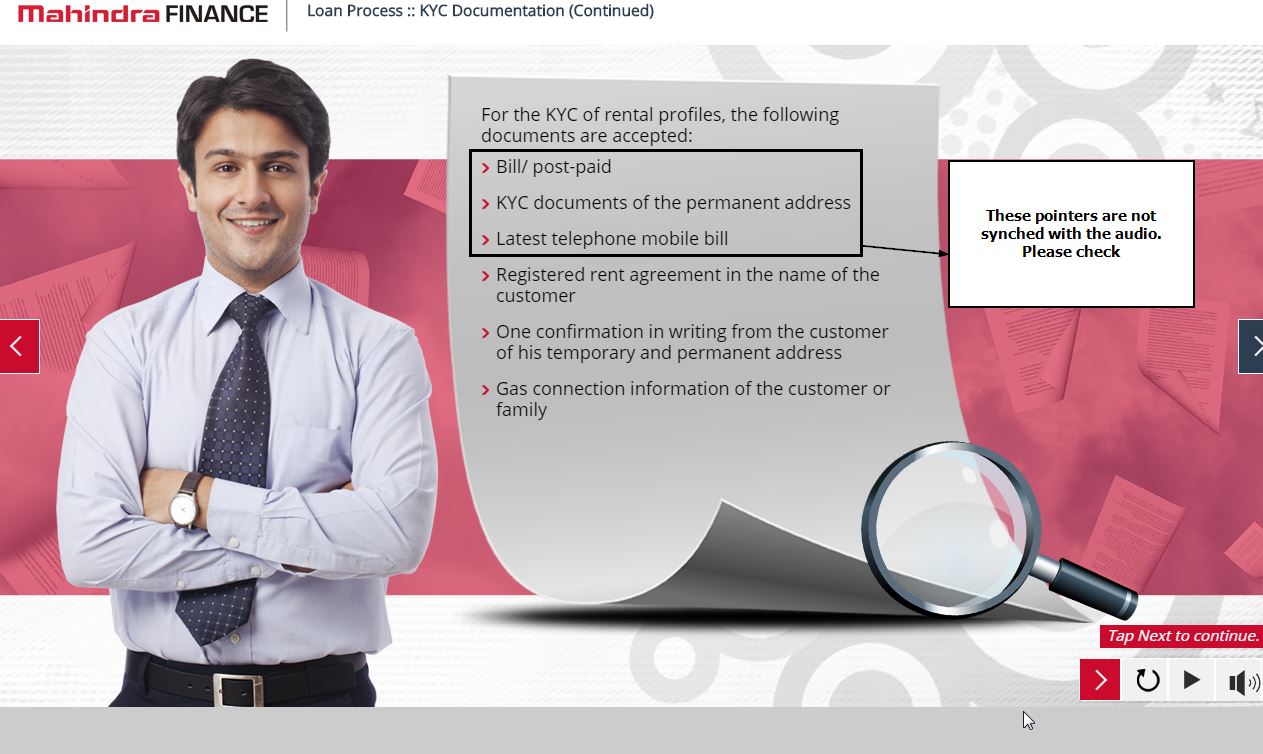 Mahindra FINANCE
Loan Process :: KYC Documentation (Continued)
For the KYC of rental profiles, the following
documents are accepted:
Bill/ post-paid
KYC documents of the permanent address
Latest telephone mobile bill
Registered rent agreement in the name of the
customer
One confirmation in writing from the customer
of his temporary and permanent address
Gas connection information of the customer or
family
These pointers are not
synched with the audio.
Please check
Tap Next to continue.